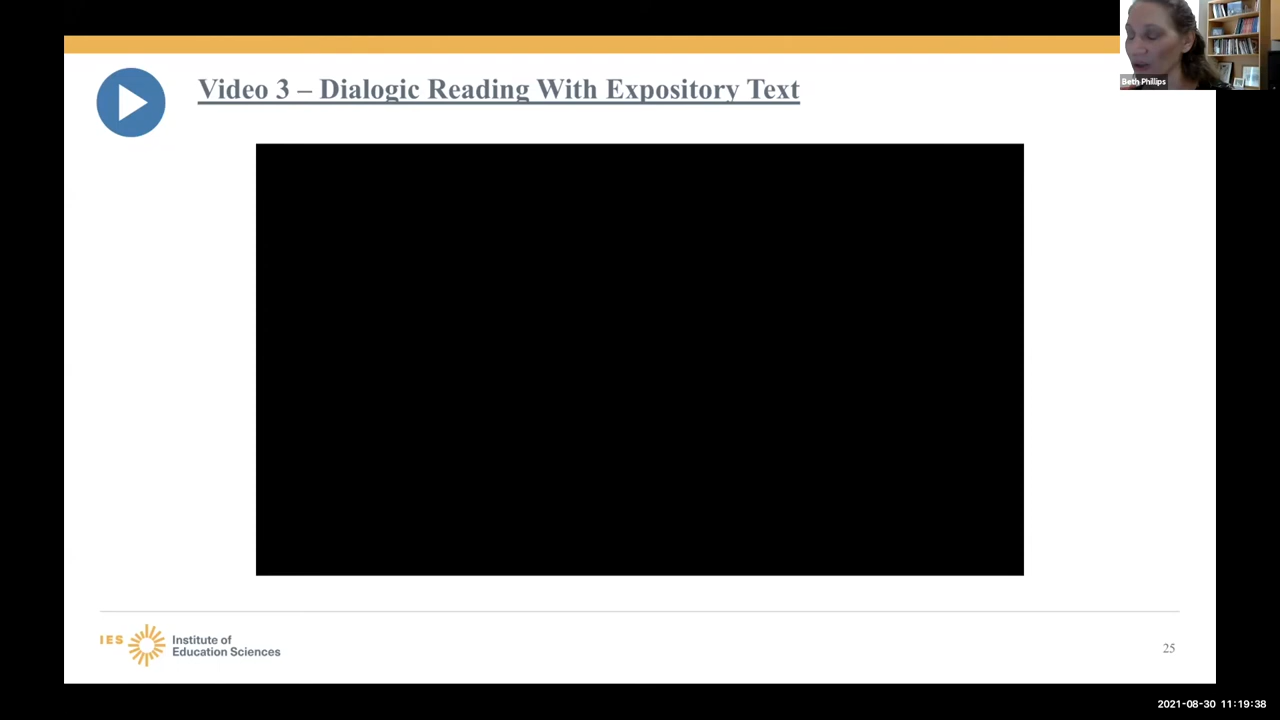 Video 3 – Dialogic Reading With Expository Text
Beth Phillips
IES
Institute of
Education Sciences
25
2021-08-30 11:19:38